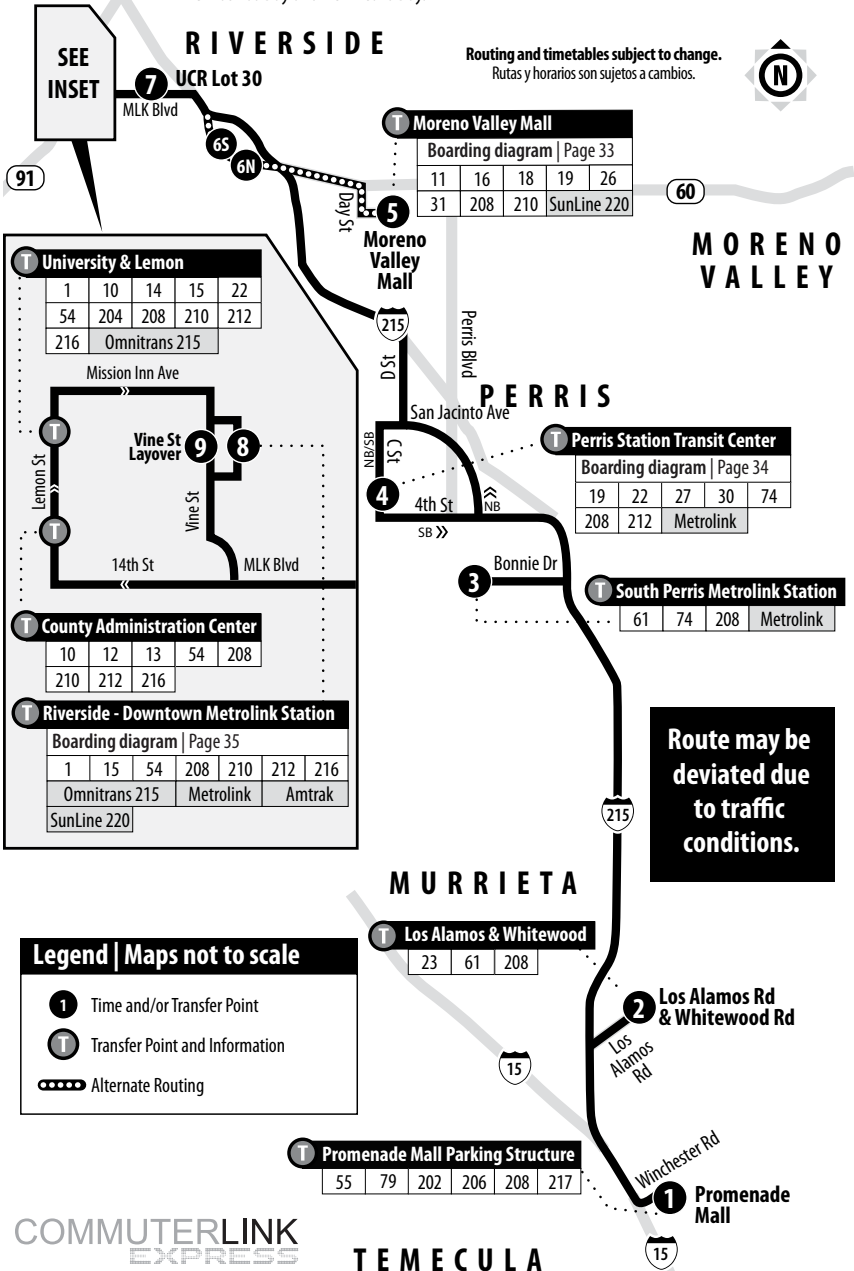 RIVERSIDE
SEE
INSET
7
UCR Lot 30
MLK Blvd
Routing and timetables subject to change.
Rutas y horarios son sujetos a cambios.
N
6S
6N
91
T Moreno Valley Mall
Boarding diagram | Page 33
11 16 18 19 26
31 208 210 SunLine 220
60
Day St
5
Moreno
Valley
Mall
MORENO
VALLEY
T University & Lemon
1 10 14 15 22
54 204 208 210 212
216 Omnitrans 215
Mission Inn Ave
T
Lemon St
T
Vine St
Layover
9
8
Vine St
14th St
MLK Blvd
T County Administration Center
10 12 13 54 208
210 212 216
T Riverside - Downtown Metrolink Station
Boarding diagram | Page 35
1 15 54 208 210 212 216
Omnitrans 215 Metrolink Amtrak
SunLine 220
215
D St
Perris Blvd
PERRIS
San Jacinto Ave
NB/SB
C St
4
4th St
NB
SB
T Perris Station Transit Center
Boarding diagram | Page 34
19 22 27 30 74
208 212 Metrolink
3
Bonnie Dr
T South Perris Metrolink Station
61 74 208 Metrolink
Route may be
deviated due
to traffic
conditions.
215
MURRIETA
T Los Alamos & Whitewood
23 61 208
2
Los Alamos Rd
& Whitewood Rd
Los
Alamos
Rd
15
Legend | Maps not to scale
1 Time and/or Transfer Point
T Transfer Point and Information
Alternate Routing
T Promenade Mall Parking Structure
55 79 202 206 208 217
Winchester Rd
1
Promenade
Mall
15
COMMUTERLINK
EXPRESS
TEMECULA